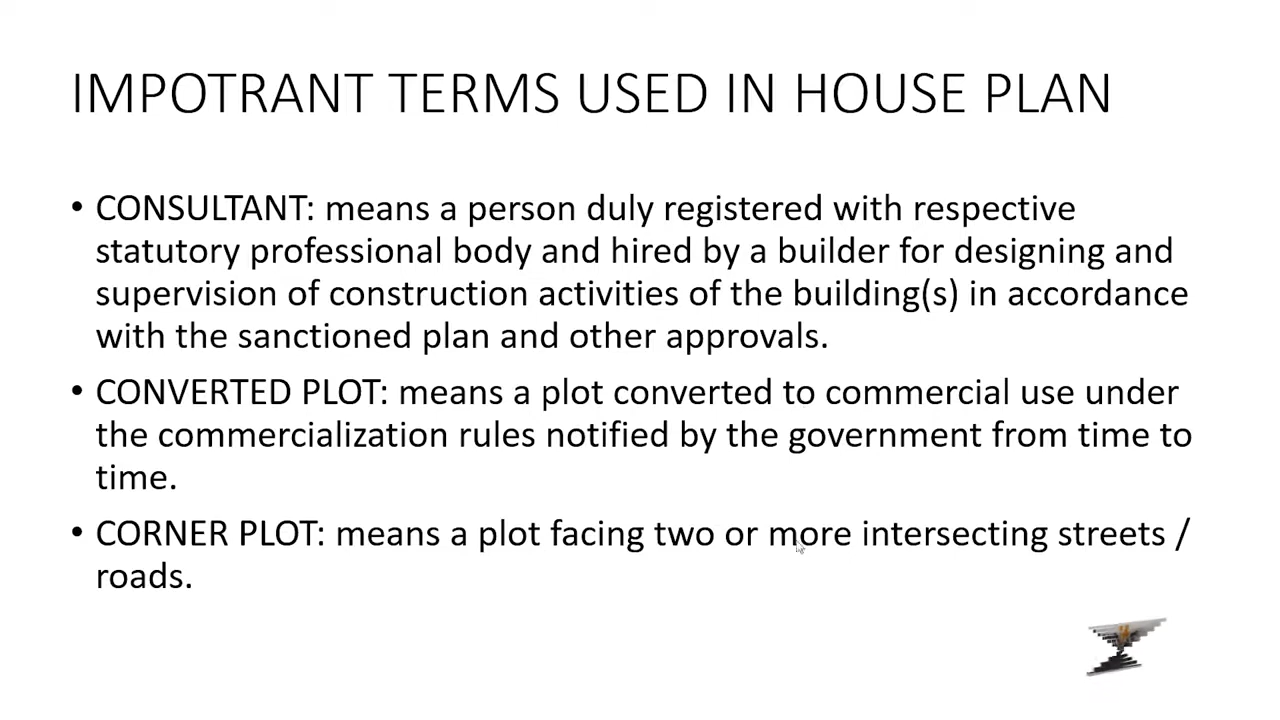 IMPOTRANT TERMS USED IN HOUSE PLAN
• CONSULTANT: means a person duly registered with respective
statutory professional body and hired by a builder for designing and
supervision of construction activities of the building(s) in accordance
with the sanctioned plan and other approvals.
• CONVERTED PLOT: means a plot converted to commercial use under
the commercialization rules notified by the government from time to
time.
• CORNER PLOT: means a plot facing two or more intersecting streets /
roads.